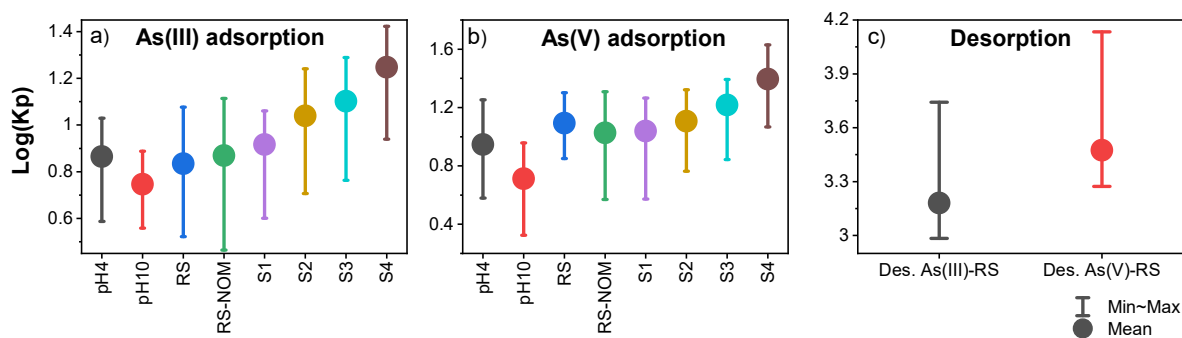 a) As(III) adsorption
Log(Kp)
1.4
1.2
1
0.8
0.6
pH4
pH10
RS
RS-NOM
S1
S2
S3
S4
b) As(V) adsorption
1.6
1.2
0.8
0.4
pH4
pH10
RS
RS-NOM
S1
S2
S3
S4
c) Desorption
4.2
3.9
3.6
3.3
3
Des. As(III)-RS
Des. As(V)-RS
Min~Max
Mean